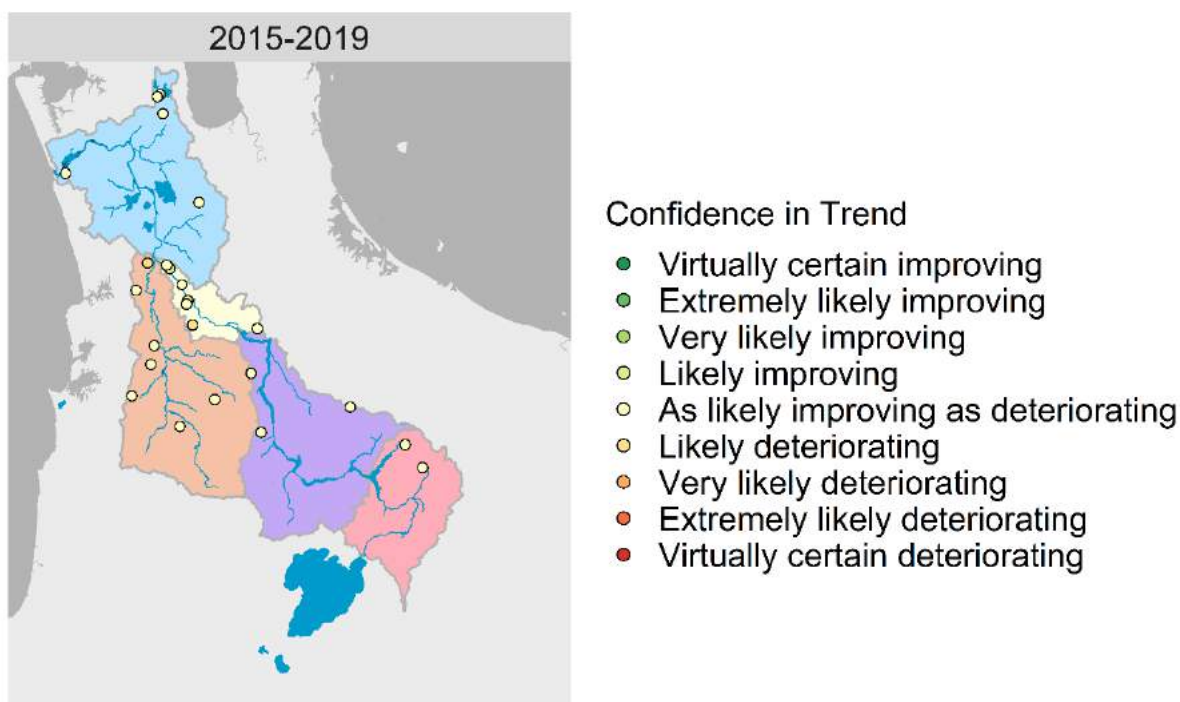 2015-2019
Confidence in Trend
Virtually certain improving
Extremely likely improving
Very likely improving
Likely improving
As likely improving as deteriorating
Likely deteriorating
Very likely deteriorating
Extremely likely deteriorating
Virtually certain deteriorating